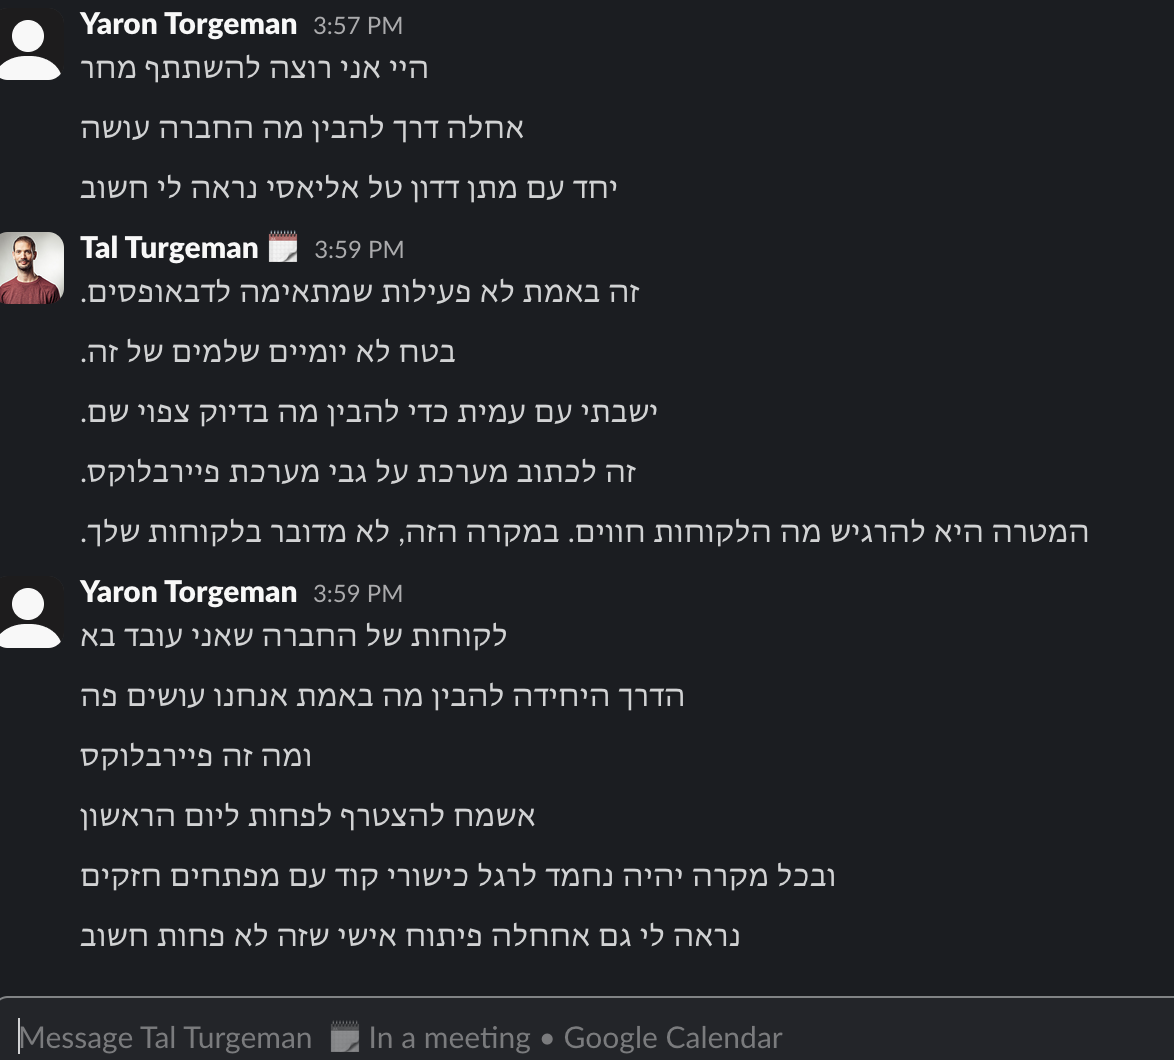 Yaron Torgeman 3:57 PM
היי אני רוצה להשתתף מחר
אחלה דרך להבין מה החברה עושה
יחד עם מתן דדון טל אליאסי נראה לי חשוב
Tal Turgeman 3:59 PM
זה באמת לא פעילות שמתאימה לדבאופסים.
בטח לא יומיים שלמים של זה.
ישבתי עם עמית כדי להבין מה בדיוק צפוי שם.
זה לכתוב מערכת על גבי מערכת פיירבלוקס.
המטרה היא להרגיש מה הלקוחות חווים. במקרה הזה, לא מדובר בלקוחות שלך.
Yaron Torgeman 3:59 PM
לקוחות של החברה שאני עובד בא
הדרך היחידה להבין מה באמת אנחנו עושים פה
ומה זה פיירבלוקס
אשמח להצטרף לפחות ליום הראשון
ובכל מקרה יהיה נחמד לרגל כישורי קוד עם מפתחים חזקים
נראה לי גם אחחלה פיתוח אישי שזה לא פחות חשוב
Message Tal Turgeman In a meeting • Google Calendar